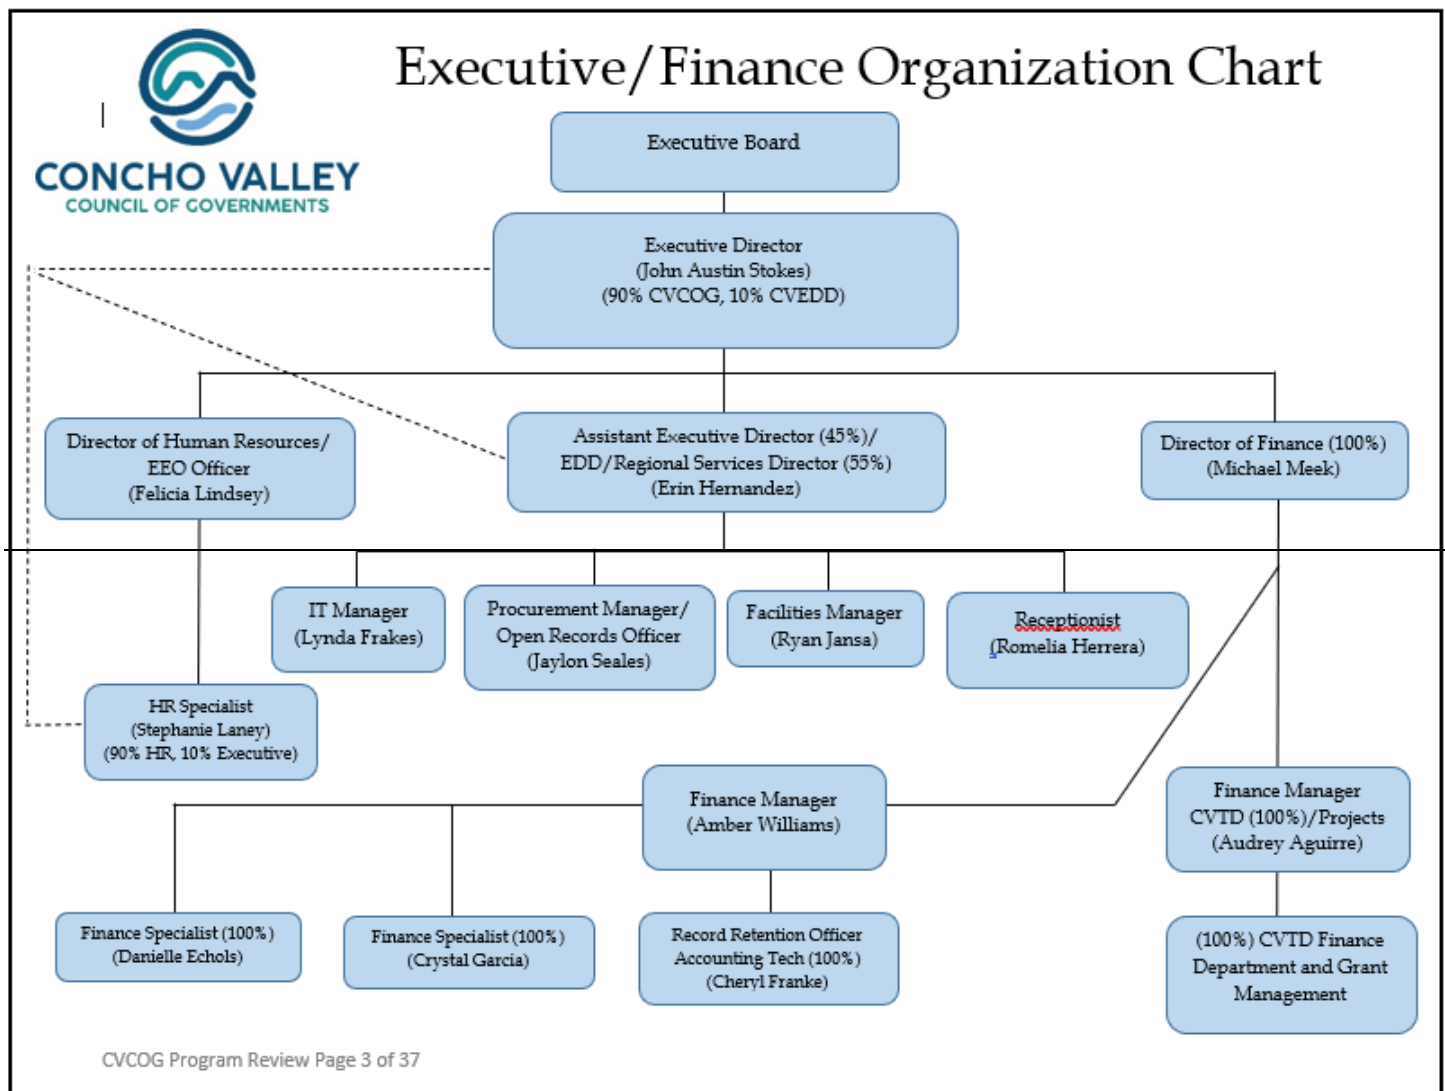 Executive/Finance Organization Chart
CONCHO VALLEY
COUNCIL OF GOVERNMENTS
Executive Board
Executive Director
(John Austin Stokes)
(90% CVCOG, 10% CVEDD)
Director of Human Resources/
EEO Officer
(Felicia Lindsey)
Assistant Executive Director (45%)/
EDD/Regional Services Director (55%)
(Erin Hernandez)
Director of Finance (100%)
(Michael Meek)
IT Manager
(Lynda Frakes)
Procurement Manager/
Open Records Officer
(Jaylon Seales)
Facilities Manager
(Ryan Jansa)
Receptionist
(Romelia Herrera)
HR Specialist
(Stephanie Laney)
(90% HR, 10% Executive)
Finance Manager
(Amber Williams)
Finance Manager
CVTD (100%)/Projects
(Audrey Aguirre)
Finance Specialist (100%)
(Danielle Echols)
Finance Specialist (100%)
(Crystal Garcia)
Record Retention Officer
Accounting Tech (100%)
(Cheryl Franke)
(100%) CVTD Finance
Department and Grant
Management
CVCOG Program Review Page 3 of 37